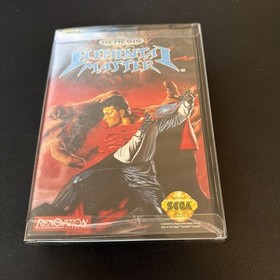 GENESIS
ELEMENTAL
MASTER
RENOVATION
SEGA